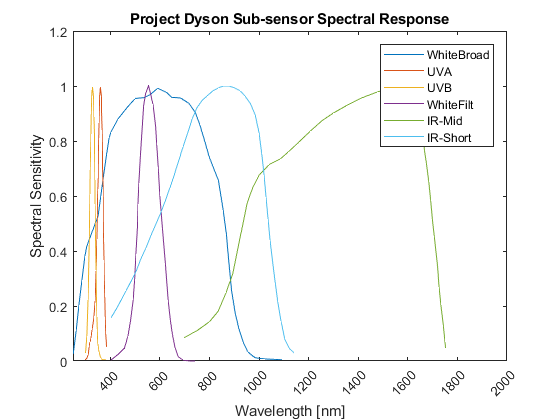 Project Dyson Sub-sensor Spectral Response
1.2
1
0.8
0.6
0.4
0.2
0
Spectral Sensitivity
WhiteBroad
UVA
UVB
WhiteFilt
IR-Mid
IR-Short
400
600
800
1000
1200
1400
1600
1800
2000
Wavelength [nm]